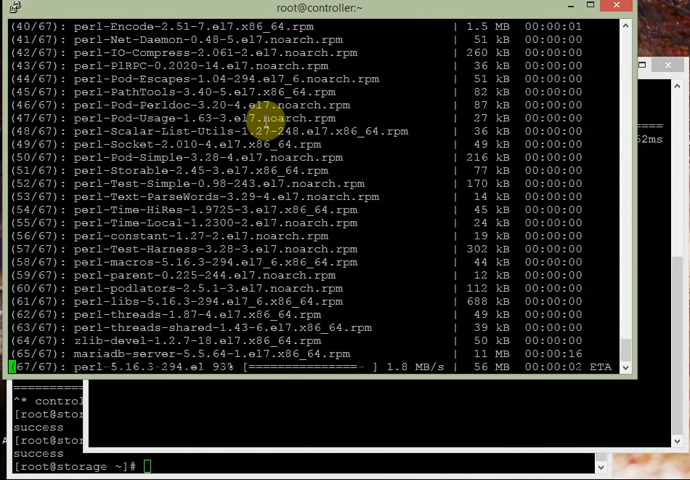 root@controller:~
(40/67): perl-Encode-2.51-7.el7.x86_64.rpm | 1.5 MB 00:00:01
(41/67): perl-Net-Daemon-0.48-5.el7.noarch.rpm | 51 kB 00:00:00
(42/67): perl-IO-Compress-2.061-2.el7.noarch.rpm | 260 kB 00:00:00
(43/67): perl-PlRPC-0.2020-14.el7.noarch.rpm | 36 kB 00:00:00
(44/67): perl-Pod-Escapes-1.04-294.el7_6.noarch.rpm | 51 kB 00:00:00
(45/67): perl-PathTools-3.40-5.el7.x86_64.rpm | 82 kB 00:00:00
(46/67): perl-Pod-Perldoc-3.20-4.el7.noarch.rpm | 87 kB 00:00:00
(47/67): perl-Pod-Usage-1.63-3.el7.noarch.rpm | 27 kB 00:00:00
(48/67): perl-Scalar-List-Utils-1.27-248.el7.x86_64.rpm | 36 kB 00:00:00
(49/67): perl-Socket-2.010-4.el7.x86_64.rpm | 49 kB 00:00:00
(50/67): perl-Pod-Simple-3.28-4.el7.noarch.rpm | 216 kB 00:00:00
(51/67): perl-Storable-2.45-3.el7.x86_64.rpm | 77 kB 00:00:00
(52/67): perl-Test-Simple-0.98-243.el7.noarch.rpm | 170 kB 00:00:00
(53/67): perl-Text-ParseWords-3.29-4.el7.noarch.rpm | 14 kB 00:00:00
(54/67): perl-Time-HiRes-1.9725-3.el7.x86_64.rpm | 45 kB 00:00:00
(55/67): perl-Time-Local-1.2300-2.el7.noarch.rpm | 24 kB 00:00:00
(56/67): perl-constant-1.27-2.el7.noarch.rpm | 19 kB 00:00:00
(57/67): perl-Test-Harness-3.28-3.el7.noarch.rpm | 302 kB 00:00:00
(58/67): perl-macros-5.16.3-294.el7_6.x86_64.rpm | 44 kB 00:00:00
(59/67): perl-parent-0.225-244.el7.noarch.rpm | 12 kB 00:00:00
(60/67): perl-podlators-2.5.1-3.el7.noarch.rpm | 112 kB 00:00:00
(61/67): perl-libs-5.16.3-294.el7_6.x86_64.rpm | 688 kB 00:00:00
(62/67): perl-threads-1.87-4.el7.x86_64.rpm | 49 kB 00:00:00
(63/67): perl-threads-shared-1.43-6.el7.x86_64.rpm | 39 kB 00:00:00
(64/67): zlib-devel-1.2.7-18.el7.x86_64.rpm | 50 kB 00:00:00
(65/67): mariadb-server-5.5.64-1.el7.x86_64.rpm | 11 MB 00:00:16
(67/67): perl-5.16.3-294.el 93% [===============- ] 1.8 MB/s | 56 MB 00:00:02 ETA
=====
2ms
==========
^* control
[root@stor
success
[root@stor
success
[root@storage ~]#